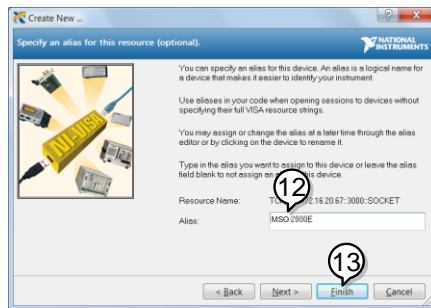 Create New ...
Specify an alias for this resource (optional).
NATIONAL
INSTRUMENTS
You can specify an alias for this device. An alias is a logical name for
a device that makes it easier to identify your instrument.
Use aliases in your code when opening sessions to devices without
specifying their full VISA resource strings.
You may assign or change the alias at a later time through the alias
editor or by clicking on the device to rename it.
Type in the alias you want to assign to this device or leave the alias
field blank to not assign an this device.
NI-VISA
12
Resource Name: 2.16.20.67::3000::SOCKET
Alias: MSO 2000E
13
< Back Next > Finish Cancel